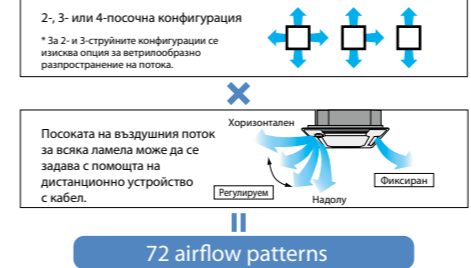 2-, 3- или 4-посочна конфигурация
* За 2- и 3-струйните конфигурации се
изисква опция за ветрилообразно
разпространение на потока.
Посоката на въздушния поток
за всяка ламела може да се
задава с помощта на
дистанционно устройство
с кабел.
Хоризонтален
Регулируем
Надолу
Фиксиран
72 airflow patterns